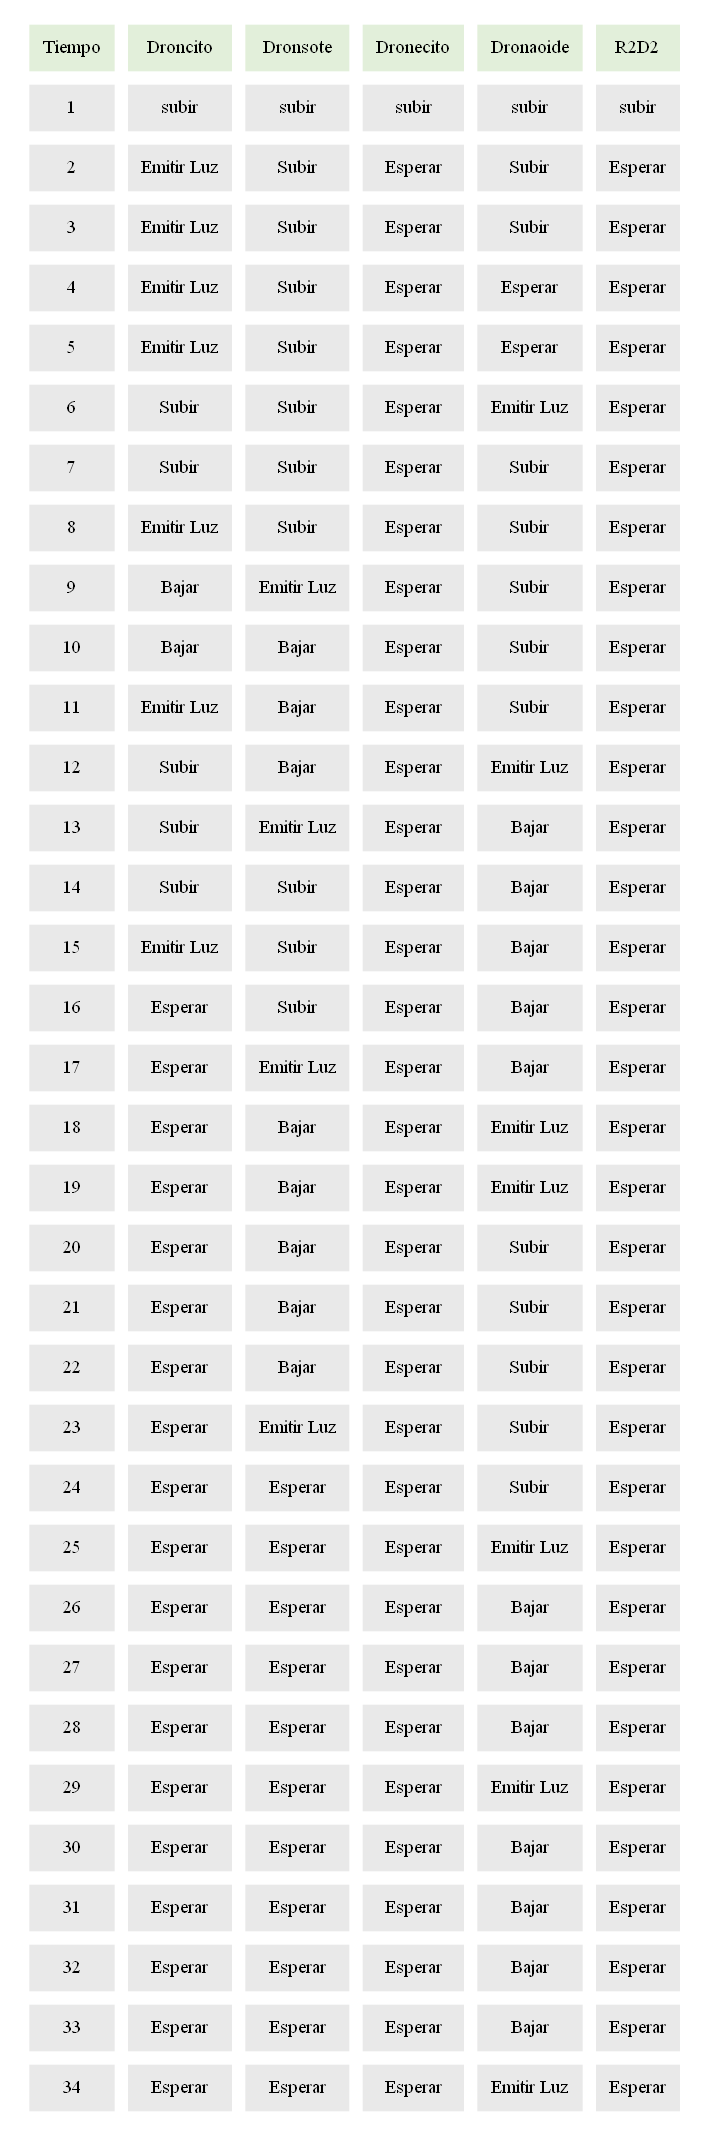 Tiempo Droncito Dronsote Dronecito Dronaoide R2D2
1 subir subir subir subir subir
2 Emitir Luz Subir Esperar Subir Esperar
3 Emitir Luz Subir Esperar Subir Esperar
4 Emitir Luz Subir Esperar Esperar Esperar
5 Emitir Luz Subir Esperar Esperar Esperar
6 Subir Subir Esperar Emitir Luz Esperar
7 Subir Subir Esperar Subir Esperar
8 Emitir Luz Subir Esperar Subir Esperar
9 Bajar Emitir Luz Esperar Subir Esperar
10 Bajar Bajar Esperar Subir Esperar
11 Emitir Luz Bajar Esperar Subir Esperar
12 Subir Bajar Esperar Emitir Luz Esperar
13 Subir Emitir Luz Esperar Bajar Esperar
14 Subir Subir Esperar Bajar Esperar
15 Emitir Luz Subir Esperar Bajar Esperar
16 Esperar Subir Esperar Bajar Esperar
17 Esperar Emitir Luz Esperar Bajar Esperar
18 Esperar Bajar Esperar Emitir Luz Esperar
19 Esperar Bajar Esperar Emitir Luz Esperar
20 Esperar Bajar Esperar Subir Esperar
21 Esperar Bajar Esperar Subir Esperar
22 Esperar Bajar Esperar Subir Esperar
23 Esperar Emitir Luz Esperar Subir Esperar
24 Esperar Esperar Esperar Subir Esperar
25 Esperar Esperar Esperar Emitir Luz Esperar
26 Esperar Esperar Esperar Bajar Esperar
27 Esperar Esperar Esperar Bajar Esperar
28 Esperar Esperar Esperar Bajar Esperar
29 Esperar Esperar Esperar Emitir Luz Esperar
30 Esperar Esperar Esperar Bajar Esperar
31 Esperar Esperar Esperar Bajar Esperar
32 Esperar Esperar Esperar Bajar Esperar
33 Esperar Esperar Esperar Bajar Esperar
34 Esperar Esperar Esperar Emitir Luz Esperar